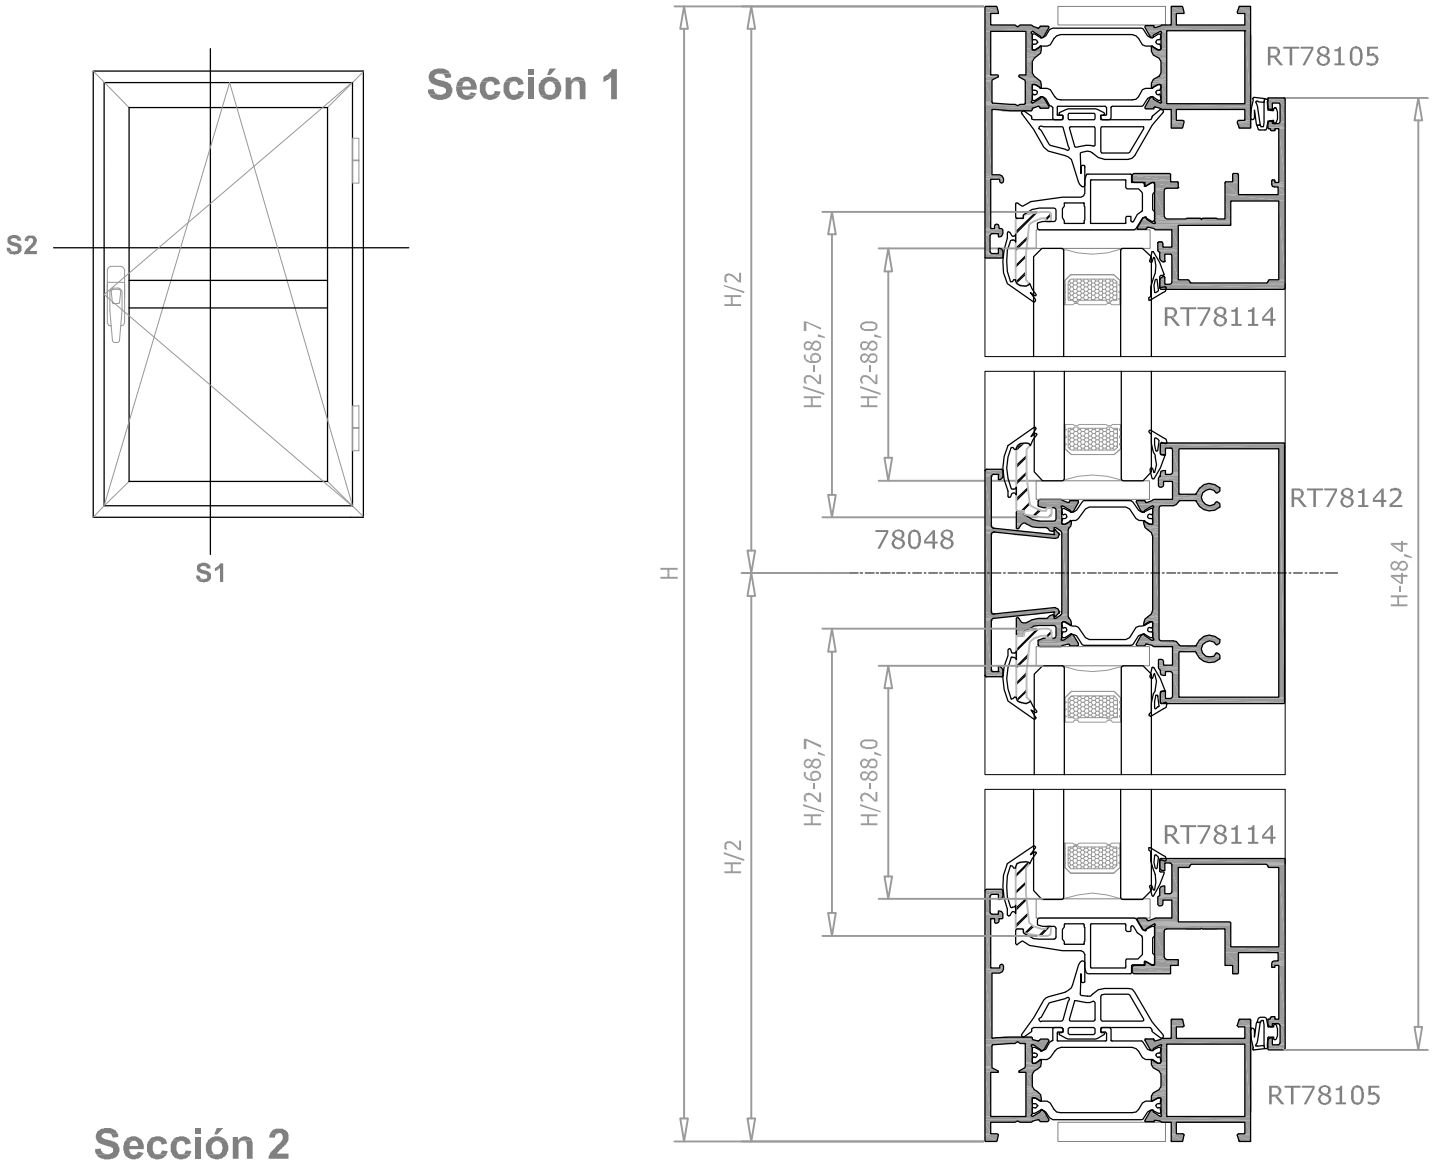 Sección 1
RT78105
S2
H/2
H/2-68,7
H/2-88,0
RT78114
RT78142
78048
H
H-48,4
S1
H/2-68,7
H/2-88,0
H/2
RT78114
RT78105
Sección 2